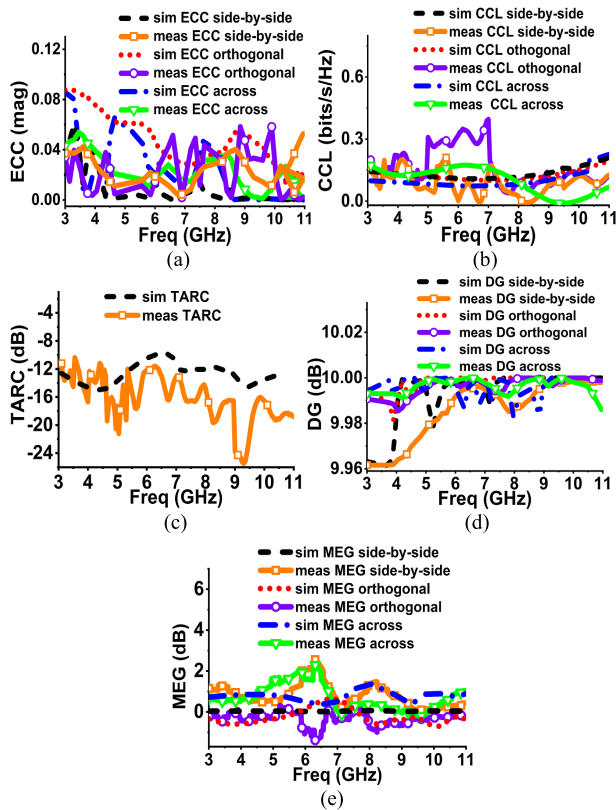 sim ECC side-by-side
meas ECC side-by-side
sim ECC orthogonal
meas ECC orthogonal
sim ECC across
meas ECC across
ECC (mag)
0.12
0.08
0.04
0.00
3 4 5 6 7 8 9 10 11
Freq (GHz)
(a)
sim CCL side-by-side
meas CCL side-by-side
sim CCL othogonal
meas CCL othogonal
sim CCL across
meas CCL across
CCL (bits/s/Hz)
0.6
0.3
0.0
3 4 5 6 7 8 9 10 11
Freq (GHz)
(b)
sim TARC
meas TARC
TARC (dB)
-4
-8
-12
-16
-20
-24
3 4 5 6 7 8 9 10 11
Freq (GHz)
(c)
sim DG side-by-side
meas DG side-by-side
sim DG orthogonal
meas DG orthogonal
sim DG across
meas DG across
DG (dB)
10.02
10.00
9.98
9.96
3 4 5 6 7 8 9 10 11
Freq (GHz)
(d)
sim MEG side-by-side
meas MEG side-by-side
sim MEG orthogonal
meas MEG orthogonal
sim MEG across
meas MEG across
MEG (dB)
6
4
2
0
3 4 5 6 7 8 9 10 11
Freq (GHz)
(e)